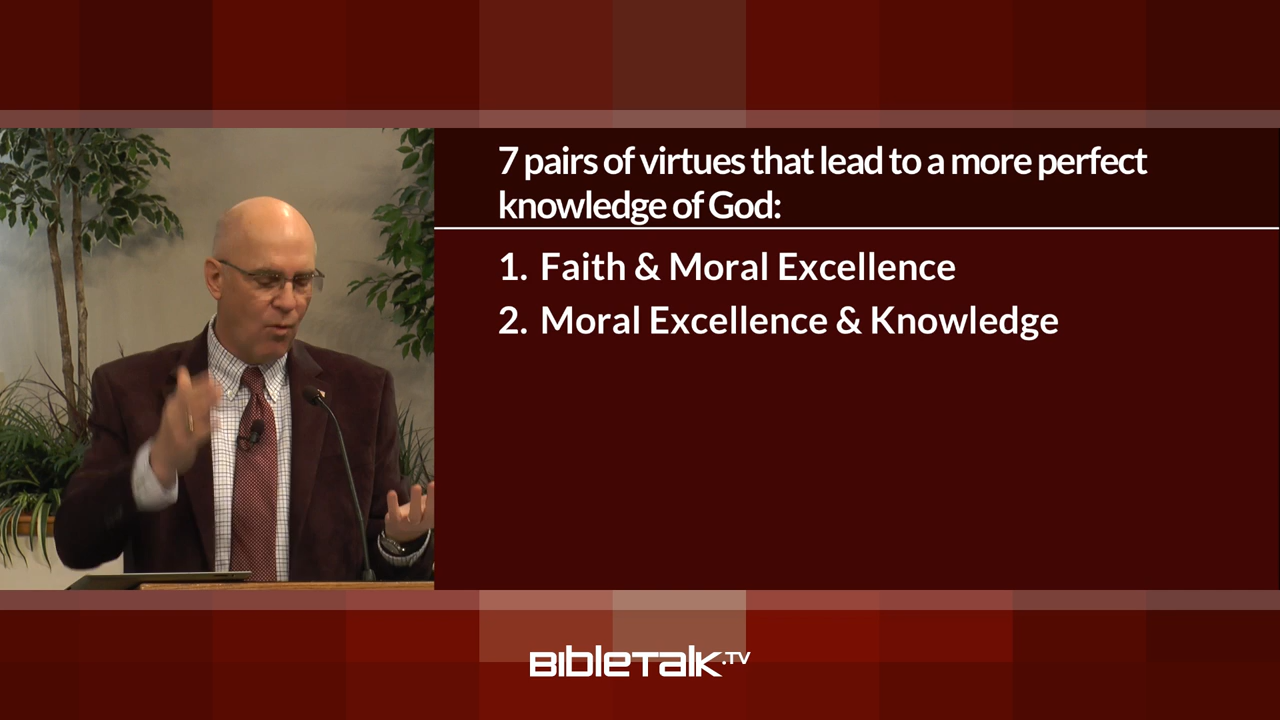 7 pairs of virtues that lead to a more perfect
knowledge of God:
1. Faith & Moral Excellence
2. Moral Excellence & Knowledge
BibleTalk.TV